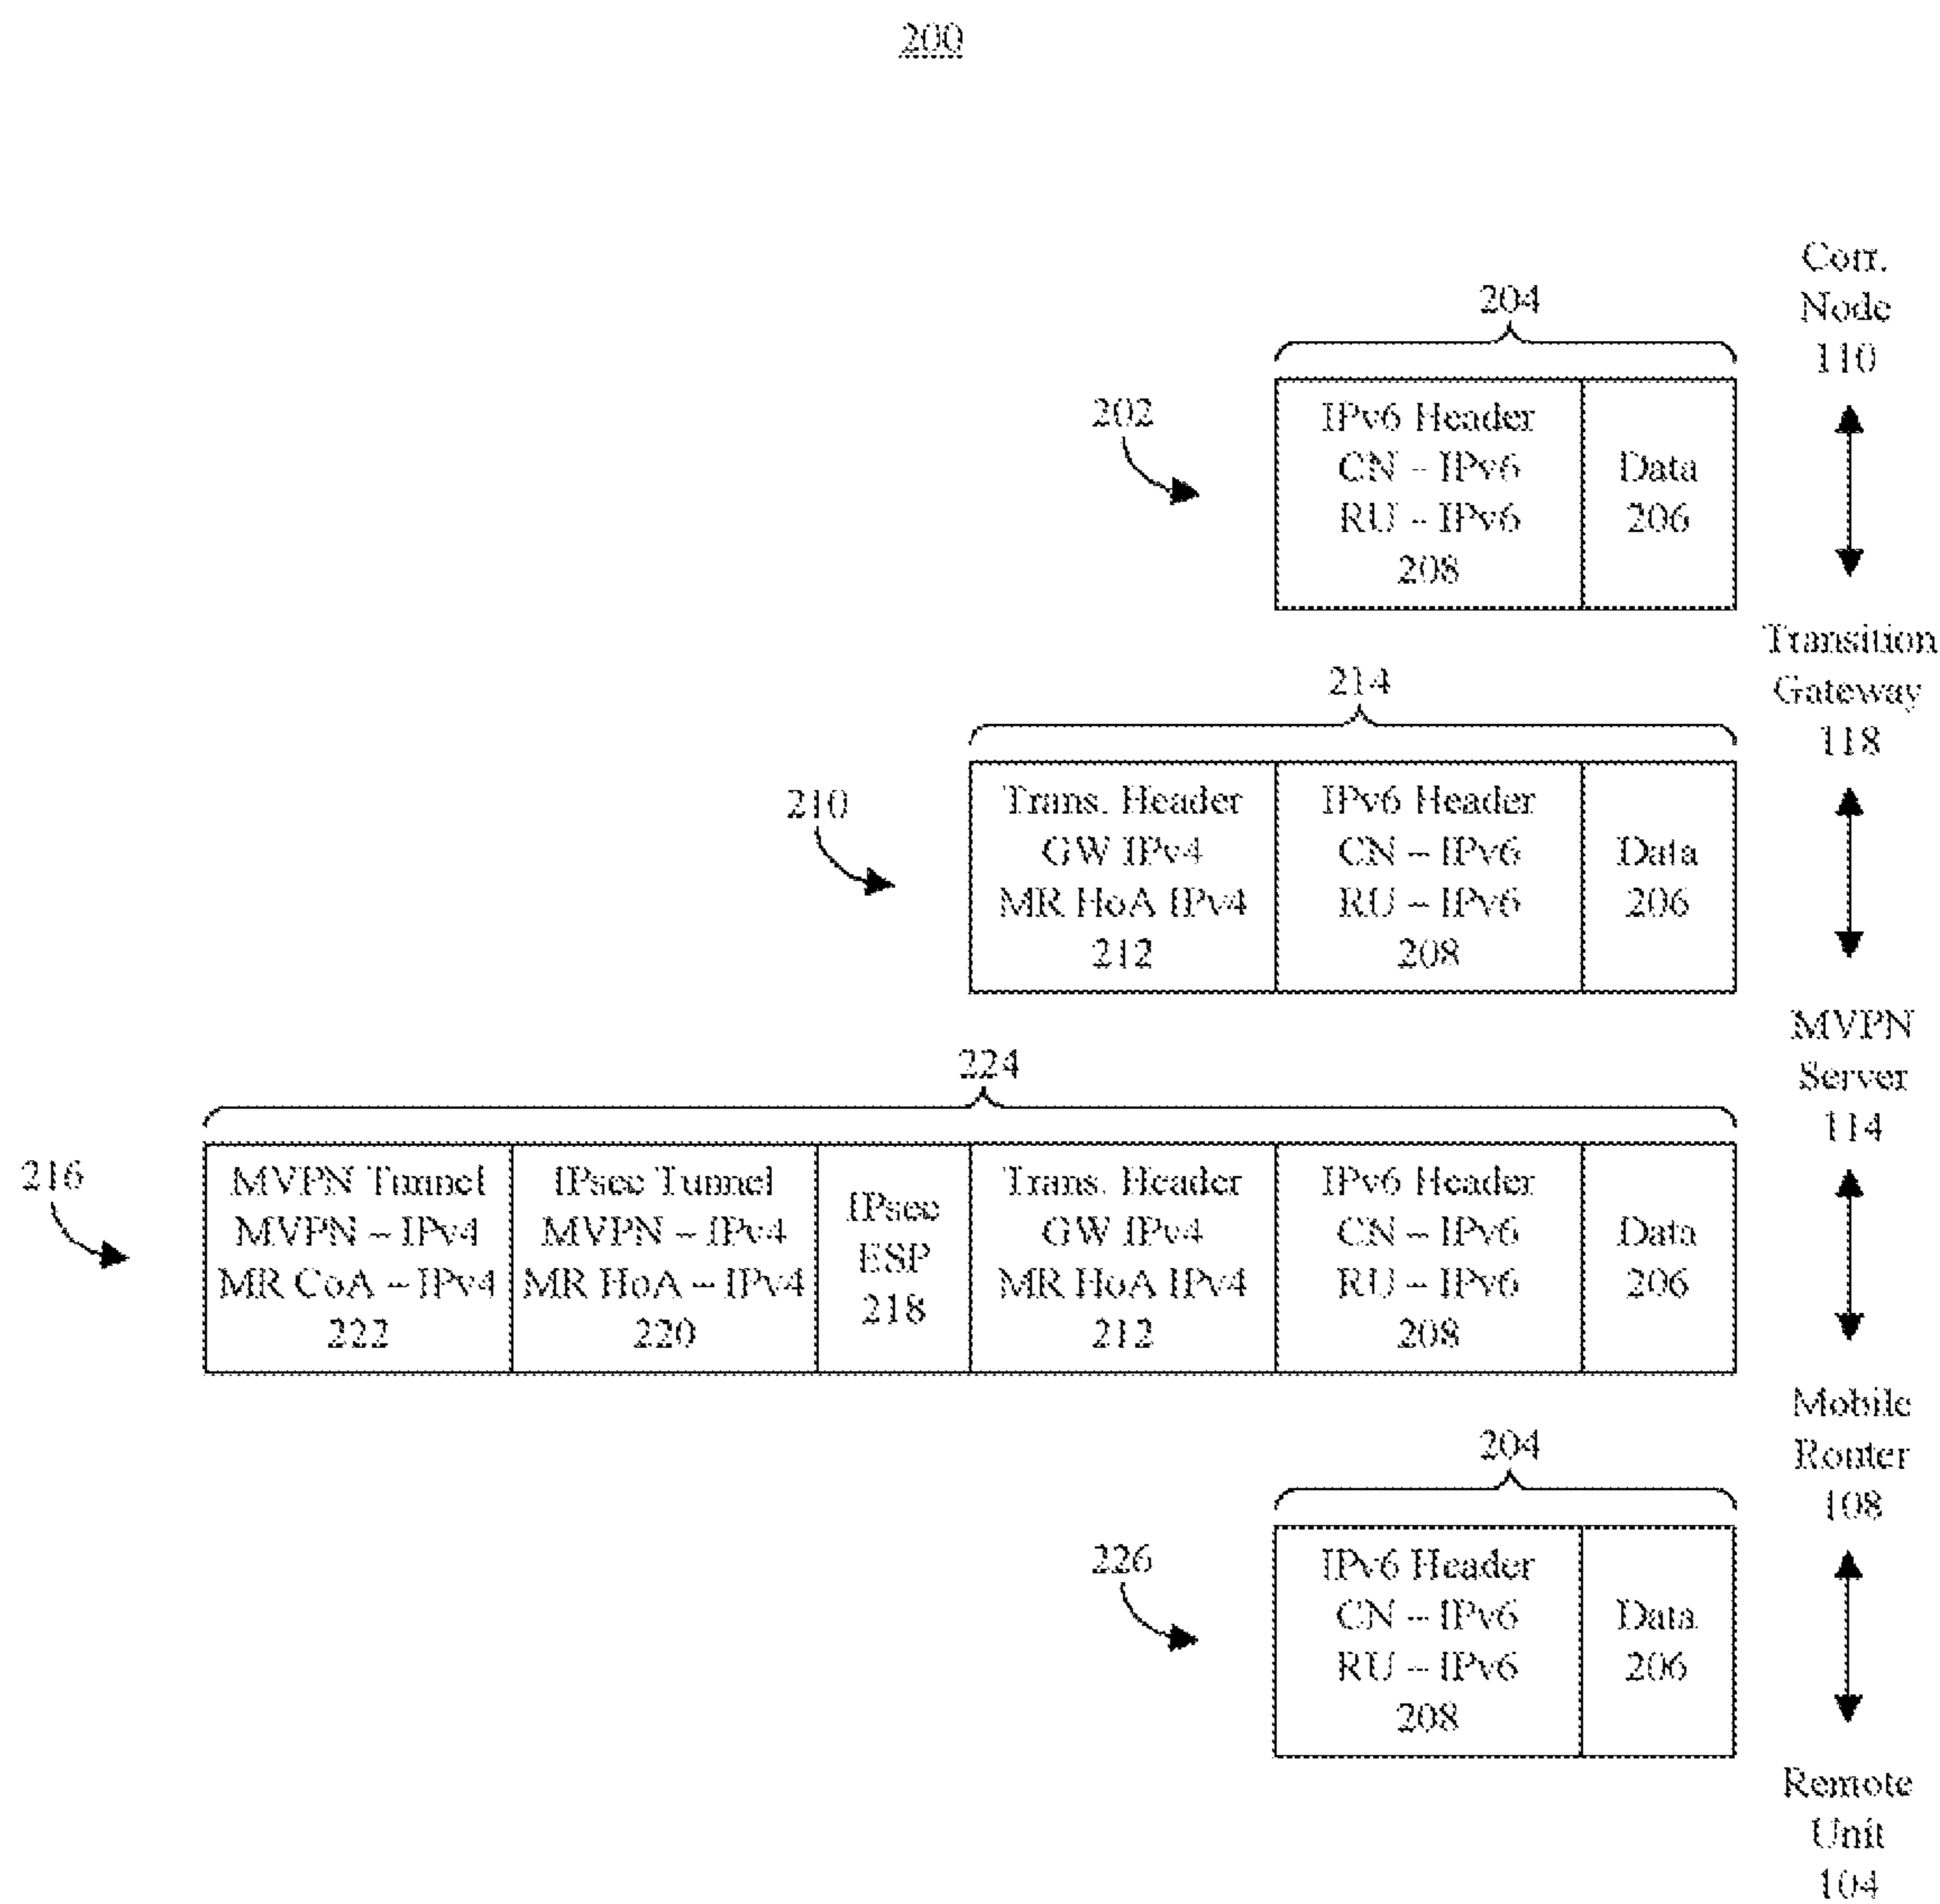 200
Corr.
Node
110
204
202
IPv6 Header
CN – IPv6
RU – IPv6
208
Data
206
Transition
Gateway
118
214
210
Trans. Header
GW IPv4
MR HoA IPv4
212
IPv6 Header
CN – IPv6
RU – IPv6
208
Data
206
MVPN
Server
114
224
216
MVPN Tunnel
MVPN – IPv4
MR CoA – IPv4
222
IPsec Tunnel
MVPN – IPv4
MR HoA – IPv4
220
IPsec
ESP
218
Trans. Header
GW IPv4
MR HoA IPv4
212
IPv6 Header
CN – IPv6
RU – IPv6
208
Data
206
Mobile
Router
108
204
226
IPv6 Header
CN – IPv6
RU – IPv6
208
Data
206
Remote
Unit
104